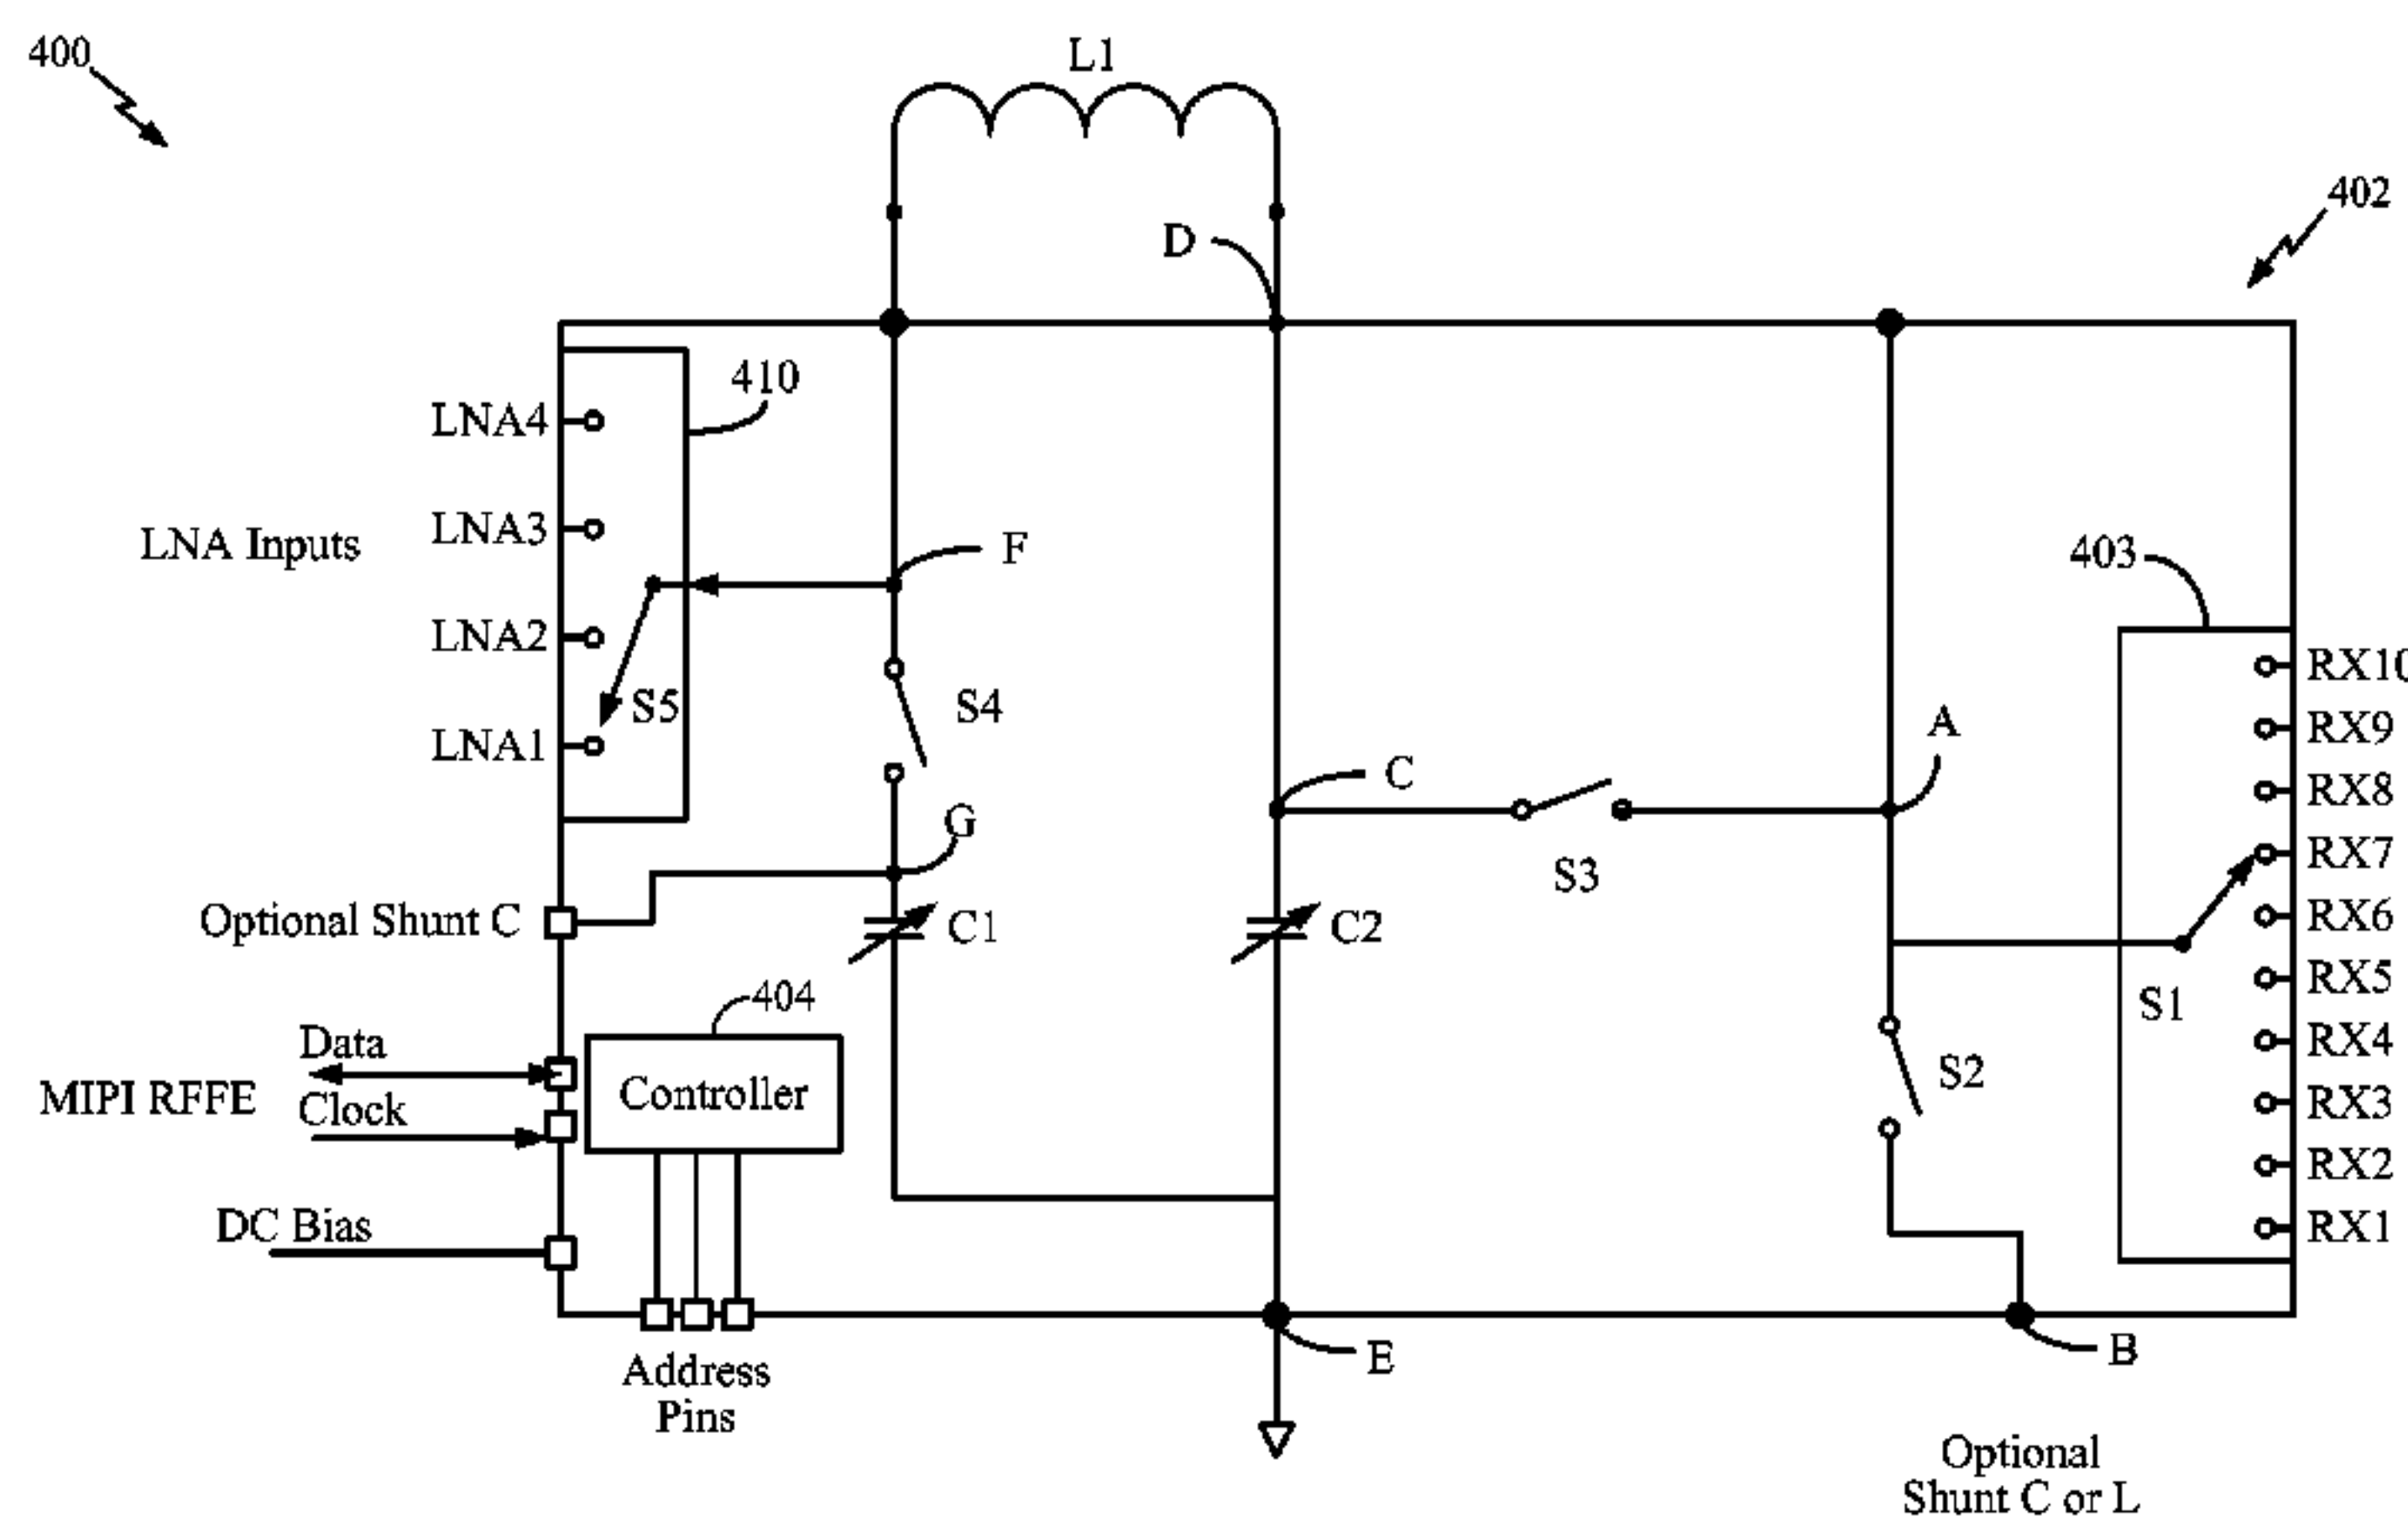 400
L1
402
D
410
LNA4
LNA3
LNA Inputs
LNA2
LNA1
S5
F
S4
G
C
S3
A
403
RX10
RX9
RX8
RX7
RX6
RX5
RX4
RX3
RX2
RX1
S1
S2
Optional Shunt C
C1
C2
404
Controller
Data
MIPI RFFE
Clock
DC Bias
Address
Pins
E
B
Optional
Shunt C or L